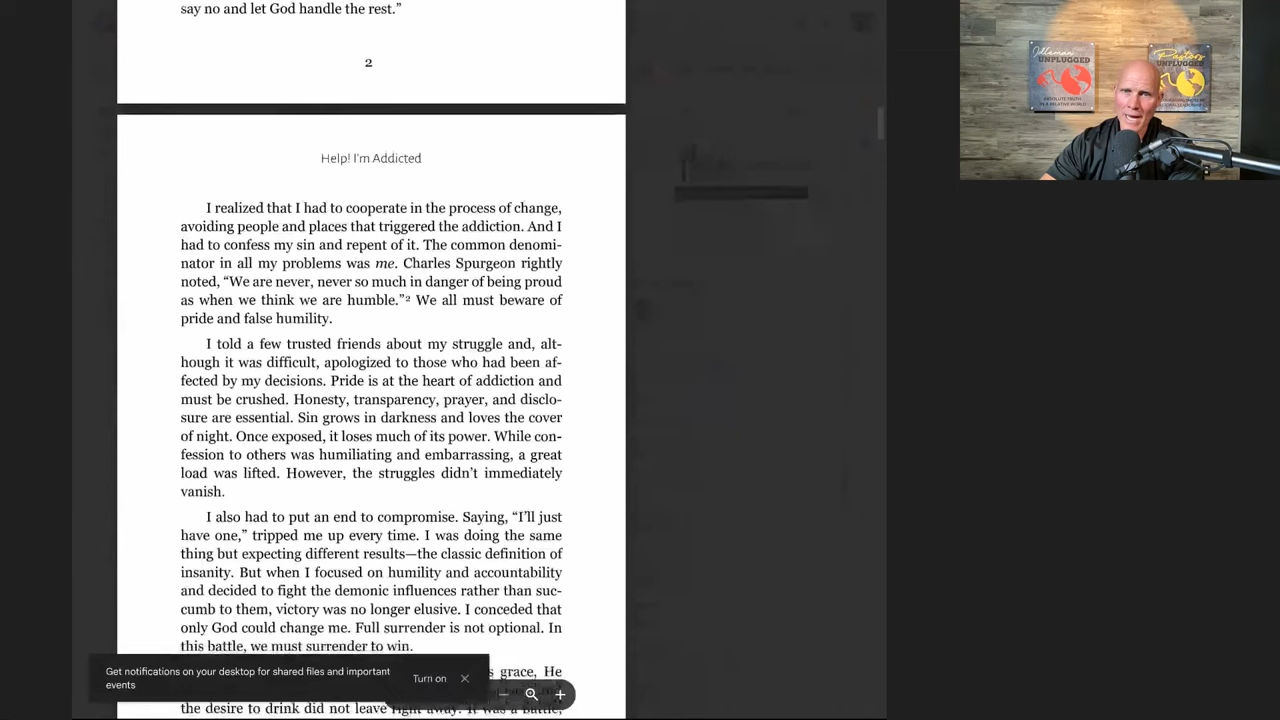 say no and let God handle the rest.”
2
Help! I'm Addicted
I realized that I had to cooperate in the process of change,
avoiding people and places that triggered the addiction. And I
had to confess my sin and repent of it. The common denomi-
nator in all my problems was me. Charles Spurgeon rightly
noted, “We are never, never so much in danger of being proud
as when we think we are humble.”² We all must beware of
pride and false humility.
I told a few trusted friends about my struggle and, alt-
hough it was difficult, apologized to those who had been af-
fected by my decisions. Pride is at the heart of addiction and
must be crushed. Honesty, transparency, prayer, and disclo-
sure are essential. Sin grows in darkness and loves the cover
of night. Once exposed, it loses much of its power. While con-
fession to others was humiliating and embarrassing, a great
load was lifted. However, the struggles didn’t immediately
vanish.
I also had to put an end to compromise. Saying, “I’ll just
have one,” tripped me up every time. I was doing the same
thing but expecting different results—the classic definition of
insanity. But when I focused on humility and accountability
and decided to fight the demonic influences rather than suc-
cumb to them, victory was no longer elusive. I conceded that
only God could change me. Full surrender is not optional. In
this battle, we must surrender to win.
grace, He
the desire to drink did not leave right away. It was a battle,
Get notifications on your desktop for shared files and important
events
Turn on
Idleman
UNPLUGGED
ABSOLUTE TRUTH
IN A RELATIVE WORLD
Pastors
UNPLUGGED